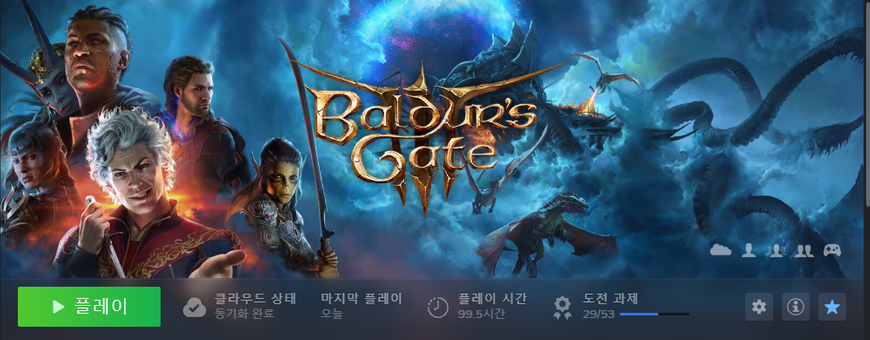 Baldur's
Gate
III
플레이
클라우드 상태
동기화 완료
마지막 플레이
오늘
플레이 시간
99.5시간
도전 과제
29/53